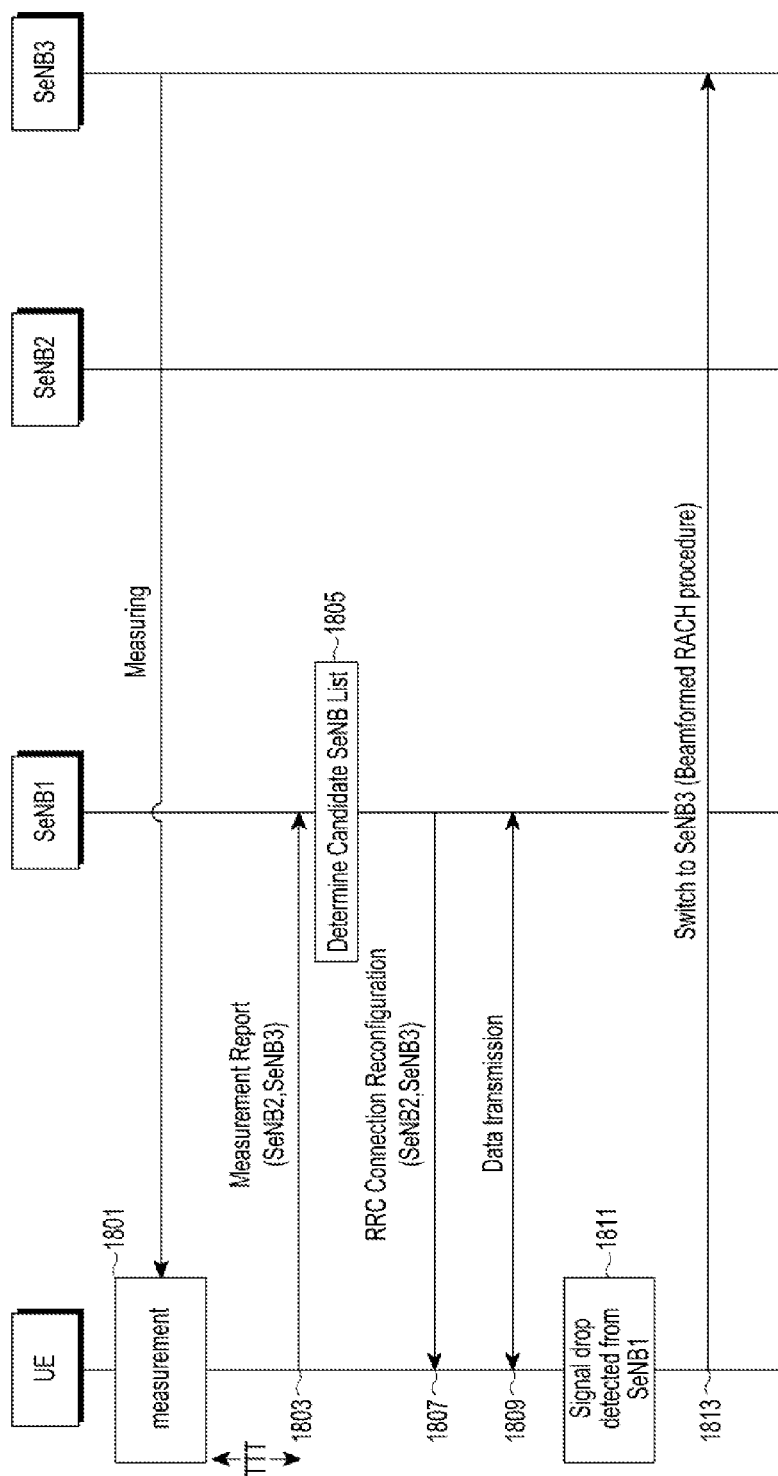 UE
SeNB1
SeNB2
SeNB3
1801
measurement
Measuring
TTT
Measurement Report
(SeNB2,SeNB3)
1803
1805
Determine Candidate SeNB List
RRC Connection Reconfiguration
(SeNB2,SeNB3)
1807
Data transmission
1809
1811
Signal drop
detected from
SeNB1
Switch to SeNB3 (Beamformed RACH procedure)
1813